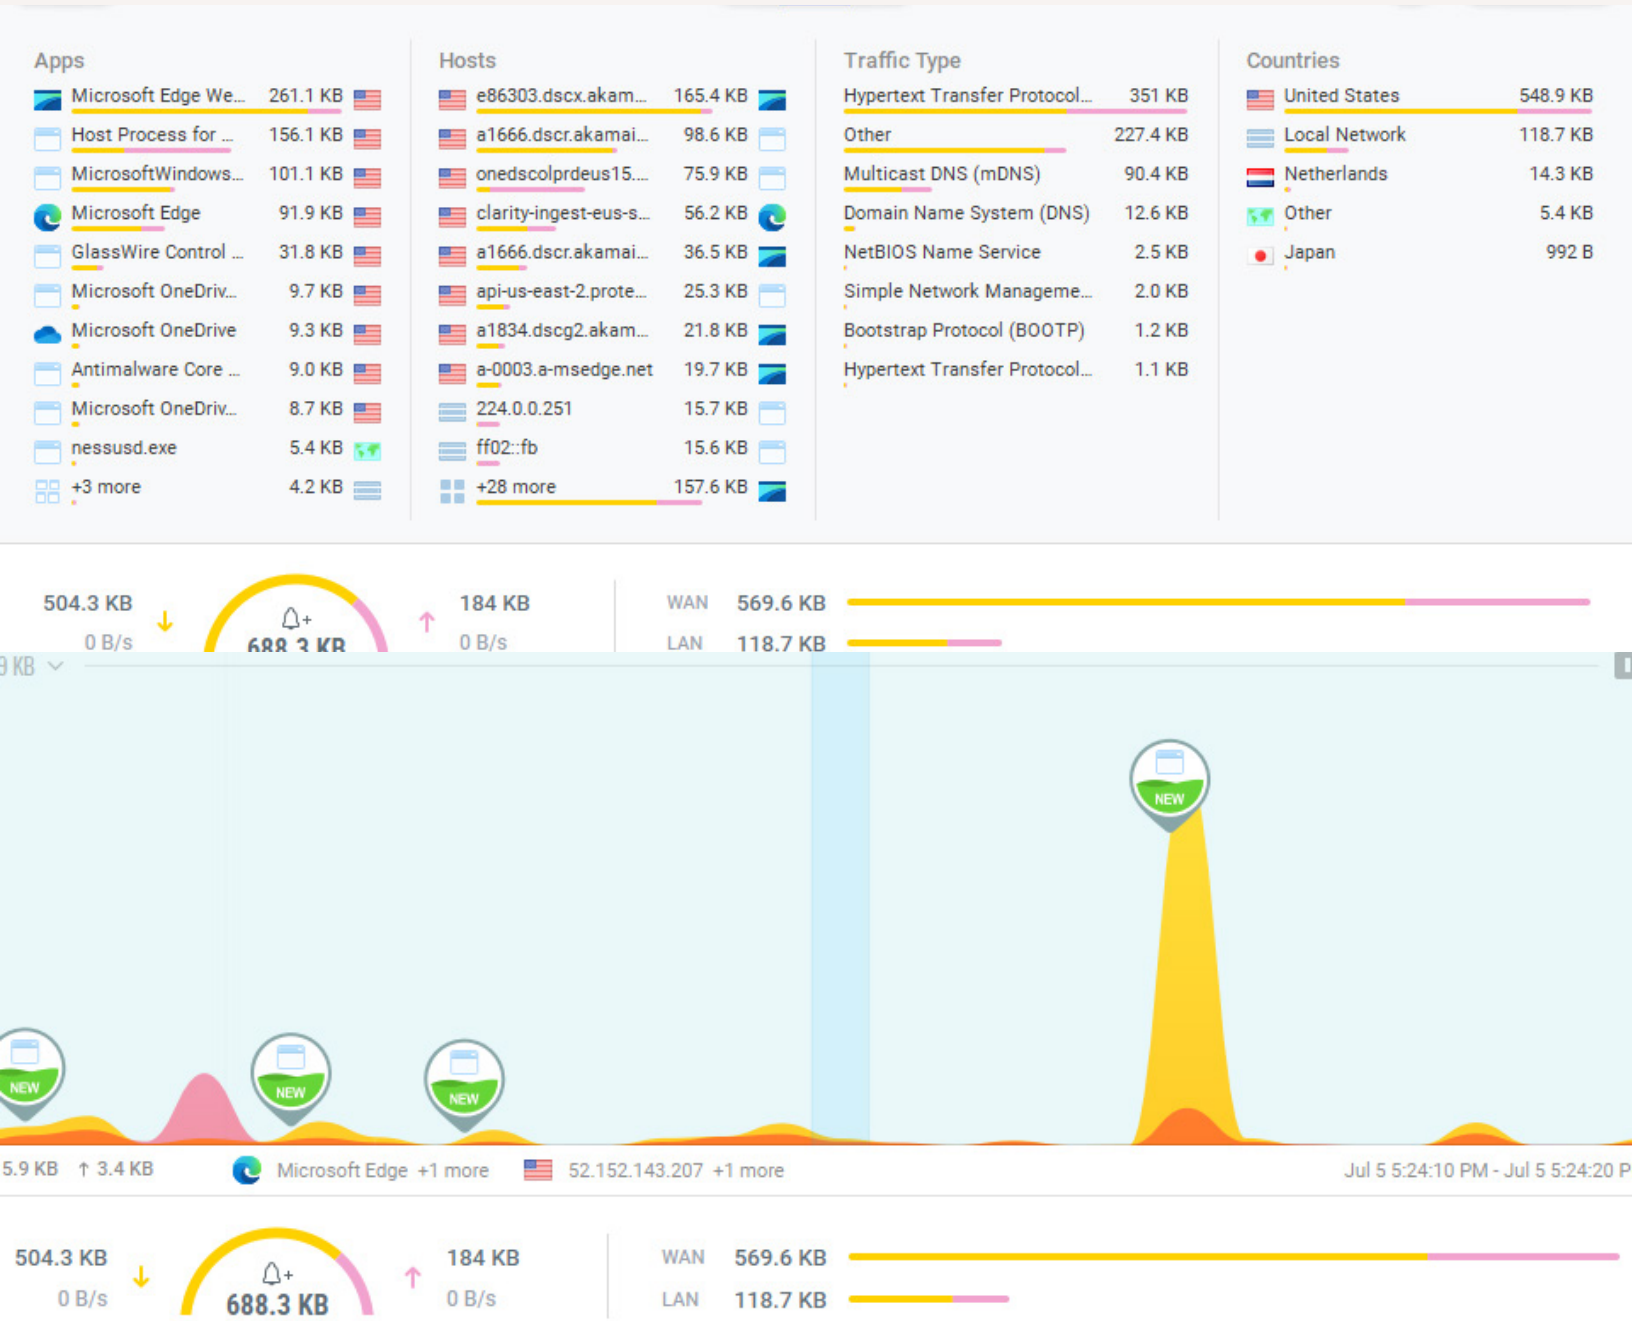 Apps
Microsoft Edge We... 261.1 KB
Host Process for ... 156.1 KB
MicrosoftWindows... 101.1 KB
Microsoft Edge 91.9 KB
GlassWire Control ... 31.8 KB
Microsoft OneDriv... 9.7 KB
Microsoft OneDrive 9.3 KB
Antimalware Core ... 9.0 KB
Microsoft OneDriv... 8.7 KB
nessusd.exe 5.4 KB
+3 more 4.2 KB
Hosts
e86303.dscx.akam... 165.4 KB
a1666.dscr.akamai... 98.6 KB
onedscolprdeus15.... 75.9 KB
clarity-ingest-eus-s... 56.2 KB
a1666.dscr.akamai... 36.5 KB
api-us-east-2.prote... 25.3 KB
a1834.dscg2.akam... 21.8 KB
a-0003.a-msedge.net 19.7 KB
224.0.0.251 15.7 KB
ff02::fb 15.6 KB
+28 more 157.6 KB
Traffic Type
Hypertext Transfer Protocol... 351 KB
Other 227.4 KB
Multicast DNS (mDNS) 90.4 KB
Domain Name System (DNS) 12.6 KB
NetBIOS Name Service 2.5 KB
Simple Network Manageme... 2.0 KB
Bootstrap Protocol (BOOTP) 1.2 KB
Hypertext Transfer Protocol... 1.1 KB
Countries
United States 548.9 KB
Local Network 118.7 KB
Netherlands 14.3 KB
Other 5.4 KB
Japan 992 B
504.3 KB
0 B/s
688.3 KB
184 KB
0 B/s
WAN 569.6 KB
LAN 118.7 KB
9 KB
NEW
NEW
NEW
NEW
5.9 KB ↑ 3.4 KB Microsoft Edge +1 more 52.152.143.207 +1 more Jul 5 5:24:10 PM - Jul 5 5:24:20 P
504.3 KB
0 B/s
688.3 KB
184 KB
0 B/s
WAN 569.6 KB
LAN 118.7 KB